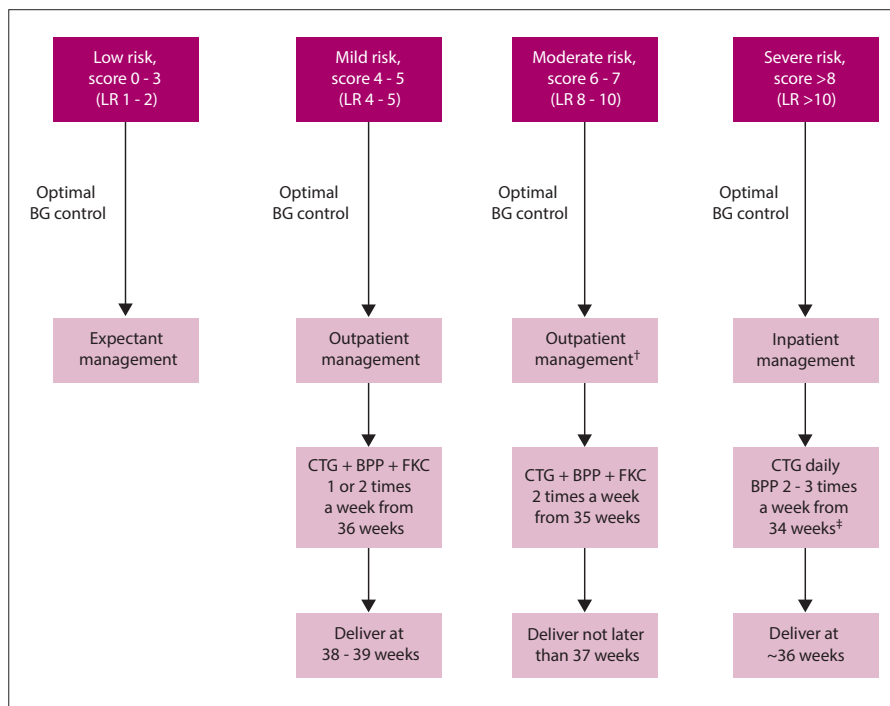 Low risk,
score 0 - 3
(LR 1 - 2)
Optimal
BG control
Expectant
management
Mild risk,
score 4 - 5
(LR 4 - 5)
Optimal
BG control
Outpatient
management
CTG + BPP + FKC
1 or 2 times
a week from
36 weeks
Deliver at
38 - 39 weeks
Moderate risk,
score 6 - 7
(LR 8 - 10)
Optimal
BG control
Outpatient
management†
CTG + BPP + FKC
2 times a week
from 35 weeks
Deliver not later
than 37 weeks
Severe risk,
score >8
(LR >10)
Optimal
BG control
Inpatient
management
CTG daily
BPP 2 - 3 times
a week from
34 weeks‡
Deliver at
~36 weeks